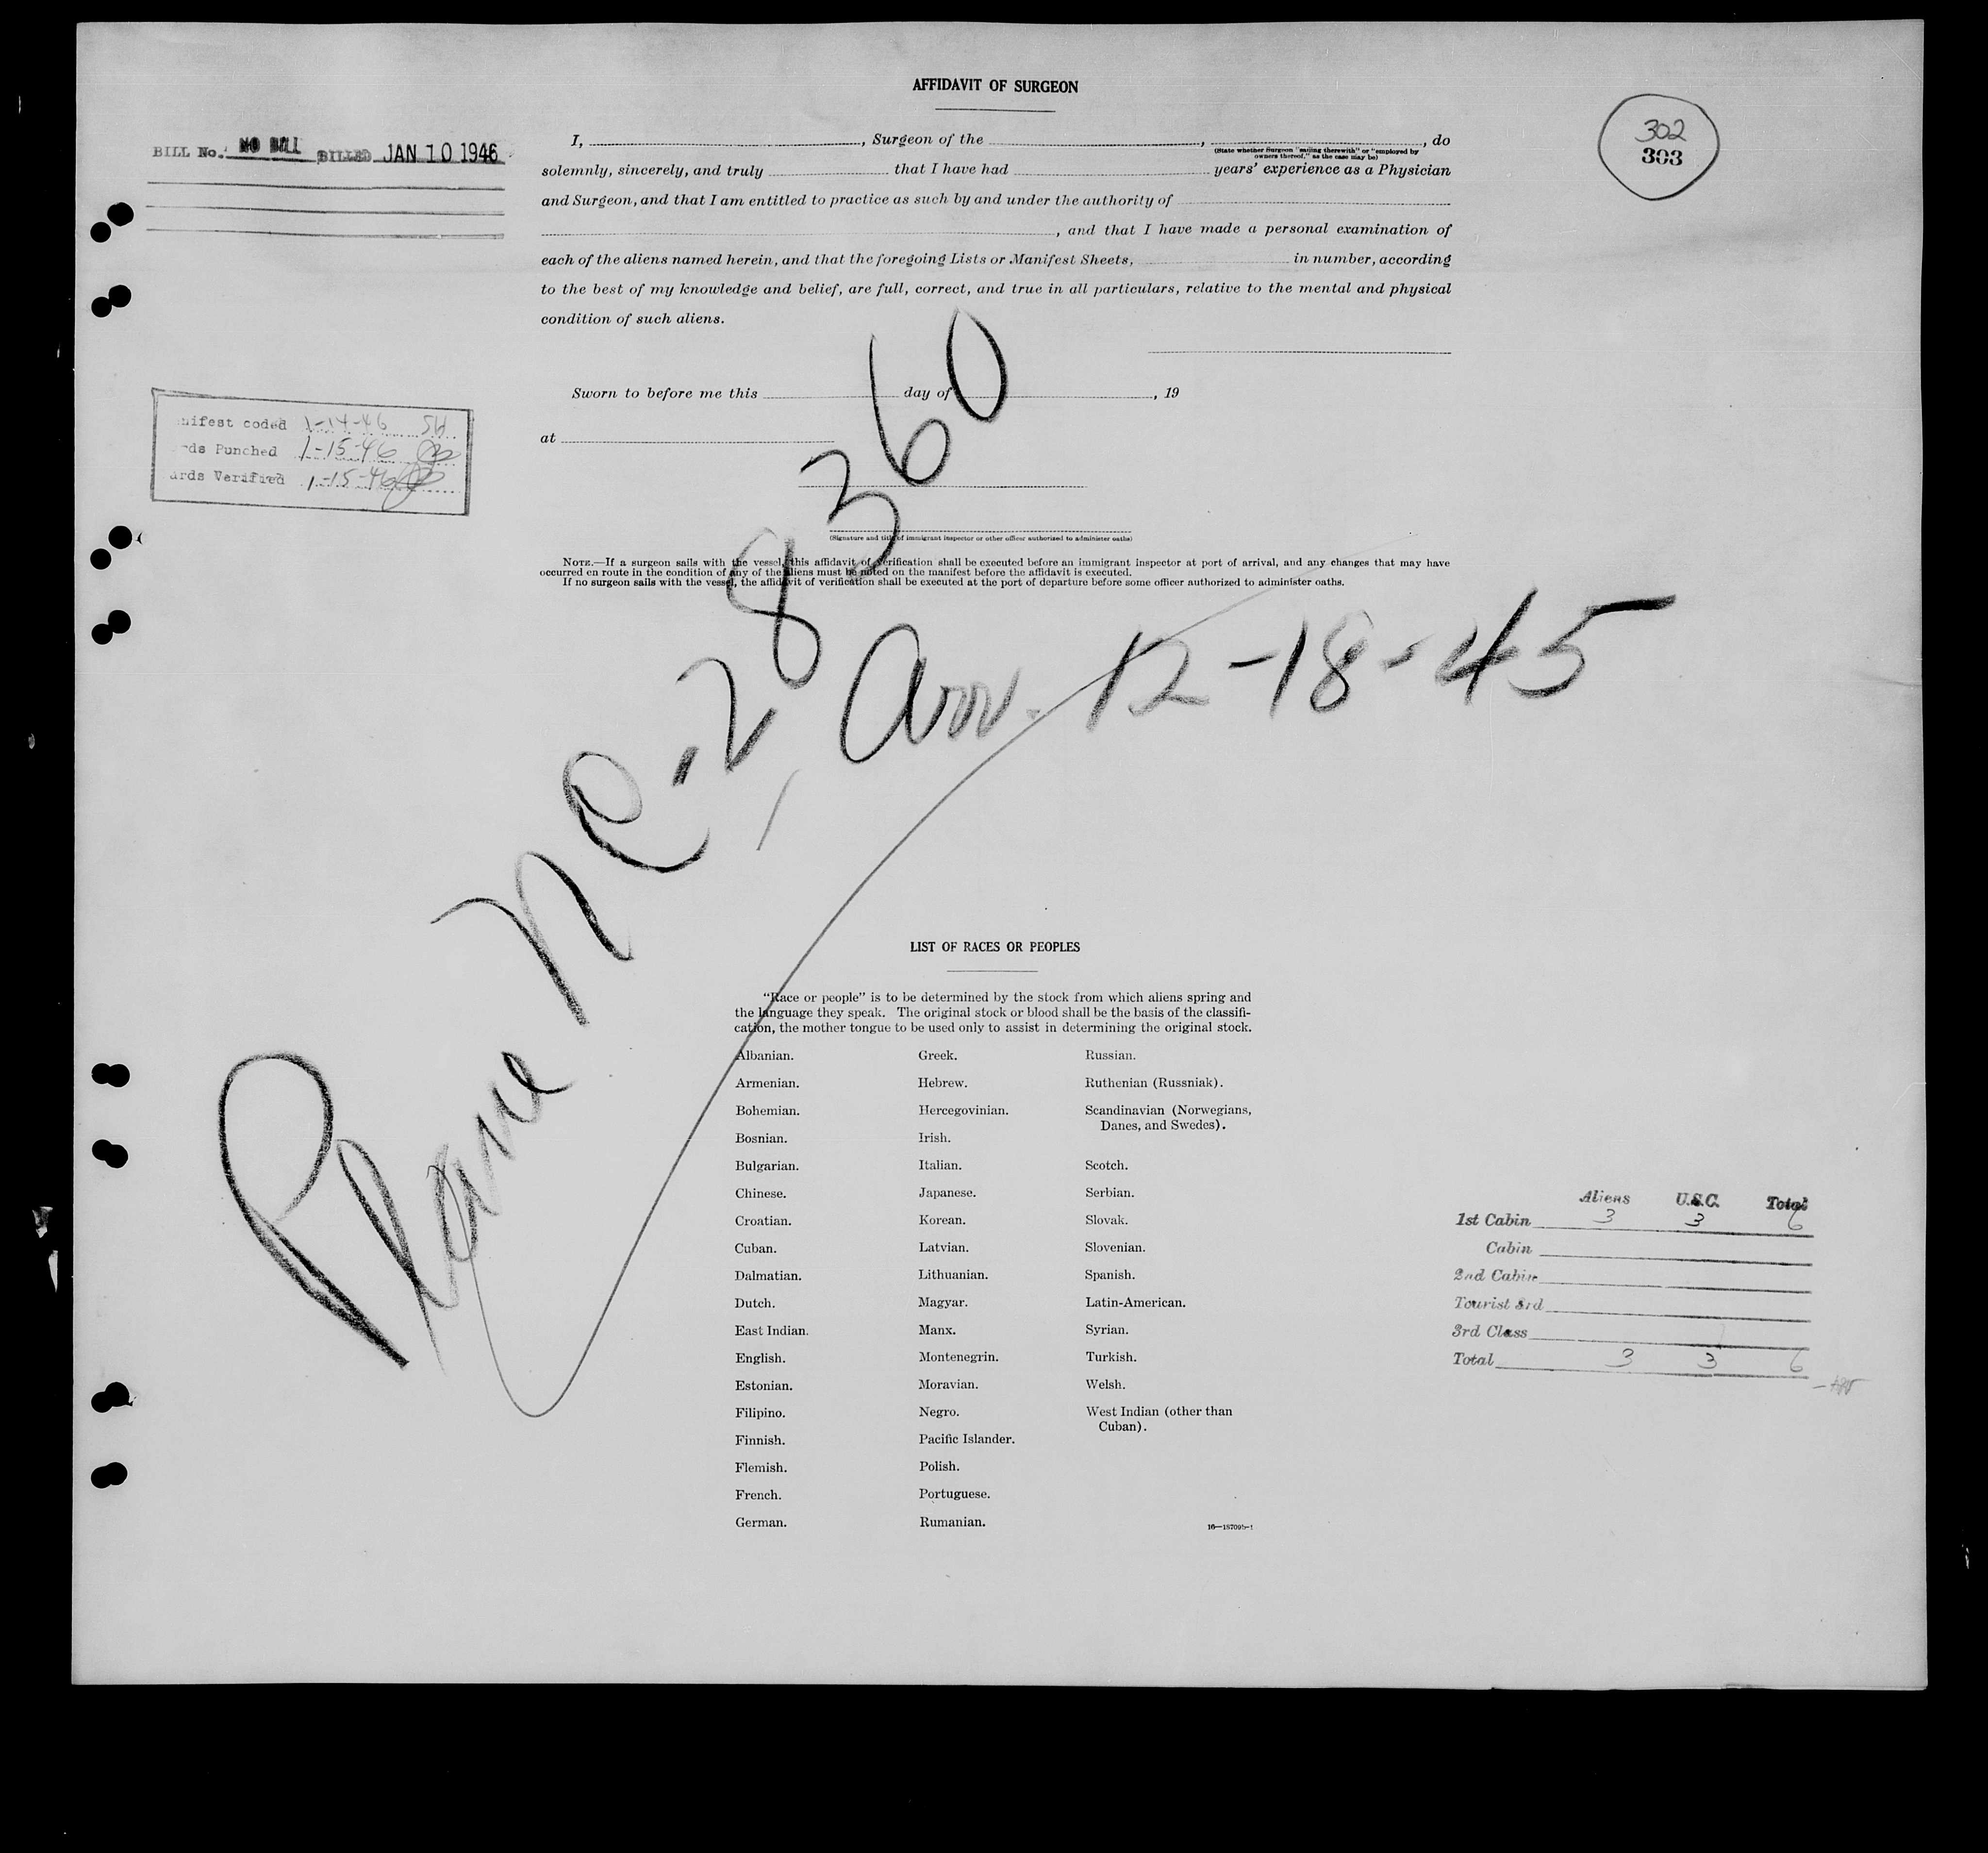 AFFIDAVIT OF SURGEON
302
303
BILL No. NO BILL BILLED JAN 10 1946
I, , Surgeon of the , , do
(State whether Surgeon "sailing therewith" or "employed by
owners thereof," as the case may be)
solemnly, sincerely, and truly that I have had years' experience as a Physician
and Surgeon, and that I am entitled to practice as such by and under the authority of
, and that I have made a personal examination of
each of the aliens named herein, and that the foregoing Lists or Manifest Sheets, in number, according
to the best of my knowledge and belief, are full, correct, and true in all particulars, relative to the mental and physical
condition of such aliens.
Sworn to before me this day of , 19
at
nifest coded 1-14-46 SH
rds Punched 1-15-46
ards Verified 1-15-46
(Signature and title of immigrant inspector or other officer authorized to administer oaths)
NOTE.—If a surgeon sails with the vessel, this affidavit of verification shall be executed before an immigrant inspector at port of arrival, and any changes that may have
occurred en route in the condition of any of the aliens must be noted on the manifest before the affidavit is executed.
If no surgeon sails with the vessel, the affidavit of verification shall be executed at the port of departure before some officer authorized to administer oaths.
Plane NC-28360
, Arr. 12-18-45
LIST OF RACES OR PEOPLES
"Race or people" is to be determined by the stock from which aliens spring and
the language they speak. The original stock or blood shall be the basis of the classifi-
cation, the mother tongue to be used only to assist in determining the original stock.
Albanian.
Armenian.
Bohemian.
Bosnian.
Bulgarian.
Chinese.
Croatian.
Cuban.
Dalmatian.
Dutch.
East Indian.
English.
Estonian.
Filipino.
Finnish.
Flemish.
French.
German.
Greek.
Hebrew.
Hercegovinian.
Irish.
Italian.
Japanese.
Korean.
Latvian.
Lithuanian.
Magyar.
Manx.
Montenegrin.
Moravian.
Negro.
Pacific Islander.
Polish.
Portuguese.
Rumanian.
Russian.
Ruthenian (Russniak).
Scandinavian (Norwegians,
Danes, and Swedes).
Scotch.
Serbian.
Slovak.
Slovenian.
Spanish.
Latin-American.
Syrian.
Turkish.
Welsh.
West Indian (other than
Cuban).
Aliens U.S.C. Total
1st Cabin 3 3 6
Cabin
2nd Cabin
Tourist 3rd
3rd Class
Total 3 3 6